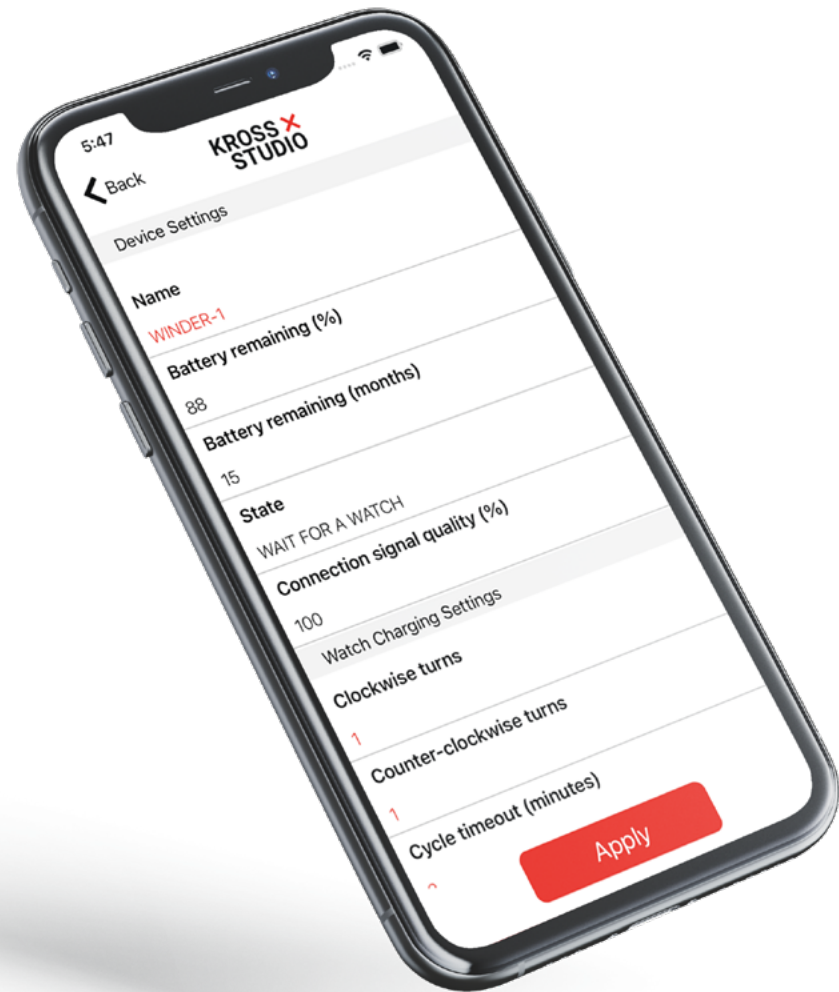 5:47
Back
KROSS
STUDIO
Device Settings
Name
WINDER-1
Battery remaining (%)
88
Battery remaining (months)
15
State
WAIT FOR A WATCH
Connection signal quality (%)
100
Watch Charging Settings
Clockwise turns
1
Counter-clockwise turns
1
Cycle timeout (minutes)
Apply